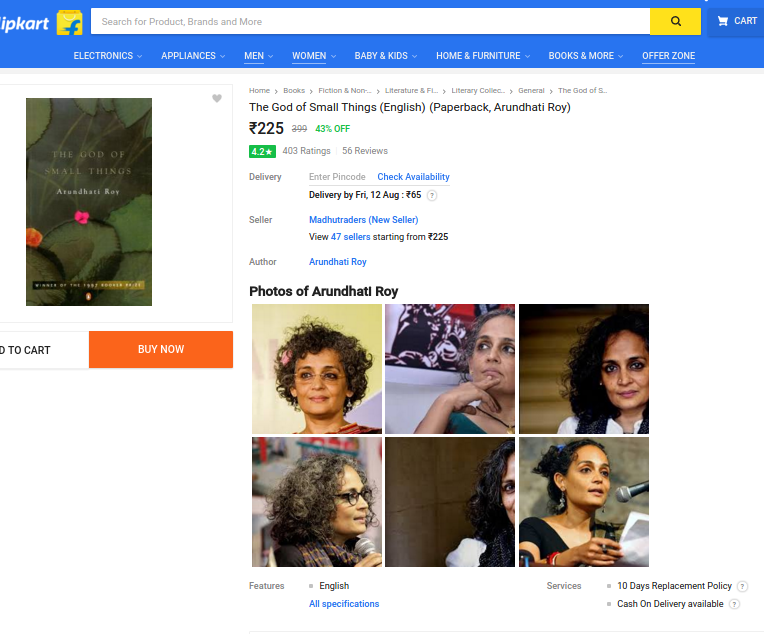 lipkart
Search for Product, Brands and More
CART
ELECTRONICS APPLIANCES MEN WOMEN BABY & KIDS HOME & FURNITURE BOOKS & MORE OFFER ZONE
Home > Books > Fiction & Non-... > Literature & Fi... > Literary Collec... > General > The God of S..
The God of Small Things (English) (Paperback, Arundhati Roy)
₹225 399 43% OFF
4.2★ 403 Ratings 56 Reviews
THE GOD OF
SMALL THINGS
Arundhati Roy
WINNER OF THE 1997 BOOKER PRIZE
Delivery Enter Pincode Check Availability
Delivery by Fri, 12 Aug : ₹65 ?
Seller Madhutraders (New Seller)
View 47 sellers starting from ₹225
Author Arundhati Roy
Photos of Arundhati Roy
D TO CART BUY NOW
Features English Services 10 Days Replacement Policy ?
All specifications Cash On Delivery available ?